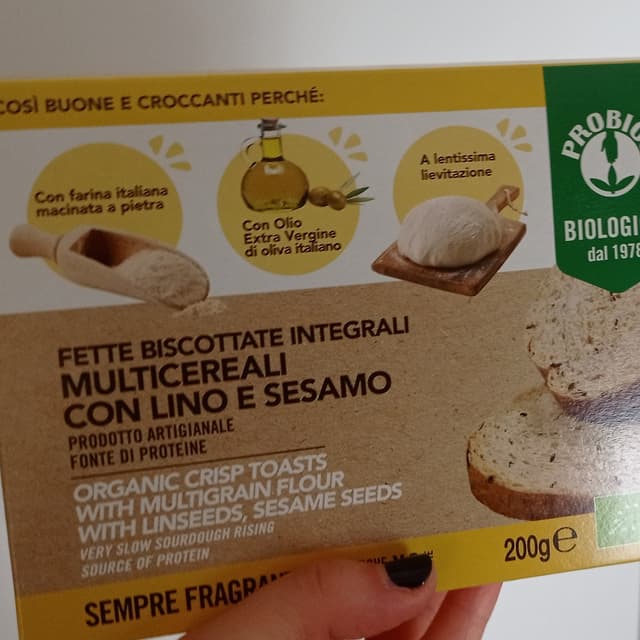 COSÌ BUONE E CROCCANTI PERCHÉ:
Con farina italiana
macinata a pietra
Con Olio
Extra Vergine
di oliva italiano
A lentissima
lievitazione
PROBIO
BIOLOGI
dal 1978
FETTE BISCOTTATE INTEGRALI
MULTICEREALI
CON LINO E SESAMO
PRODOTTO ARTIGIANALE
FONTE DI PROTEINE
ORGANIC CRISP TOASTS
WITH MULTIGRAIN FLOUR
WITH LINSEEDS, SESAME SEEDS
VERY SLOW SOURDOUGH RISING
SOURCE OF PROTEIN
200g℮
SEMPRE FRAGRAN